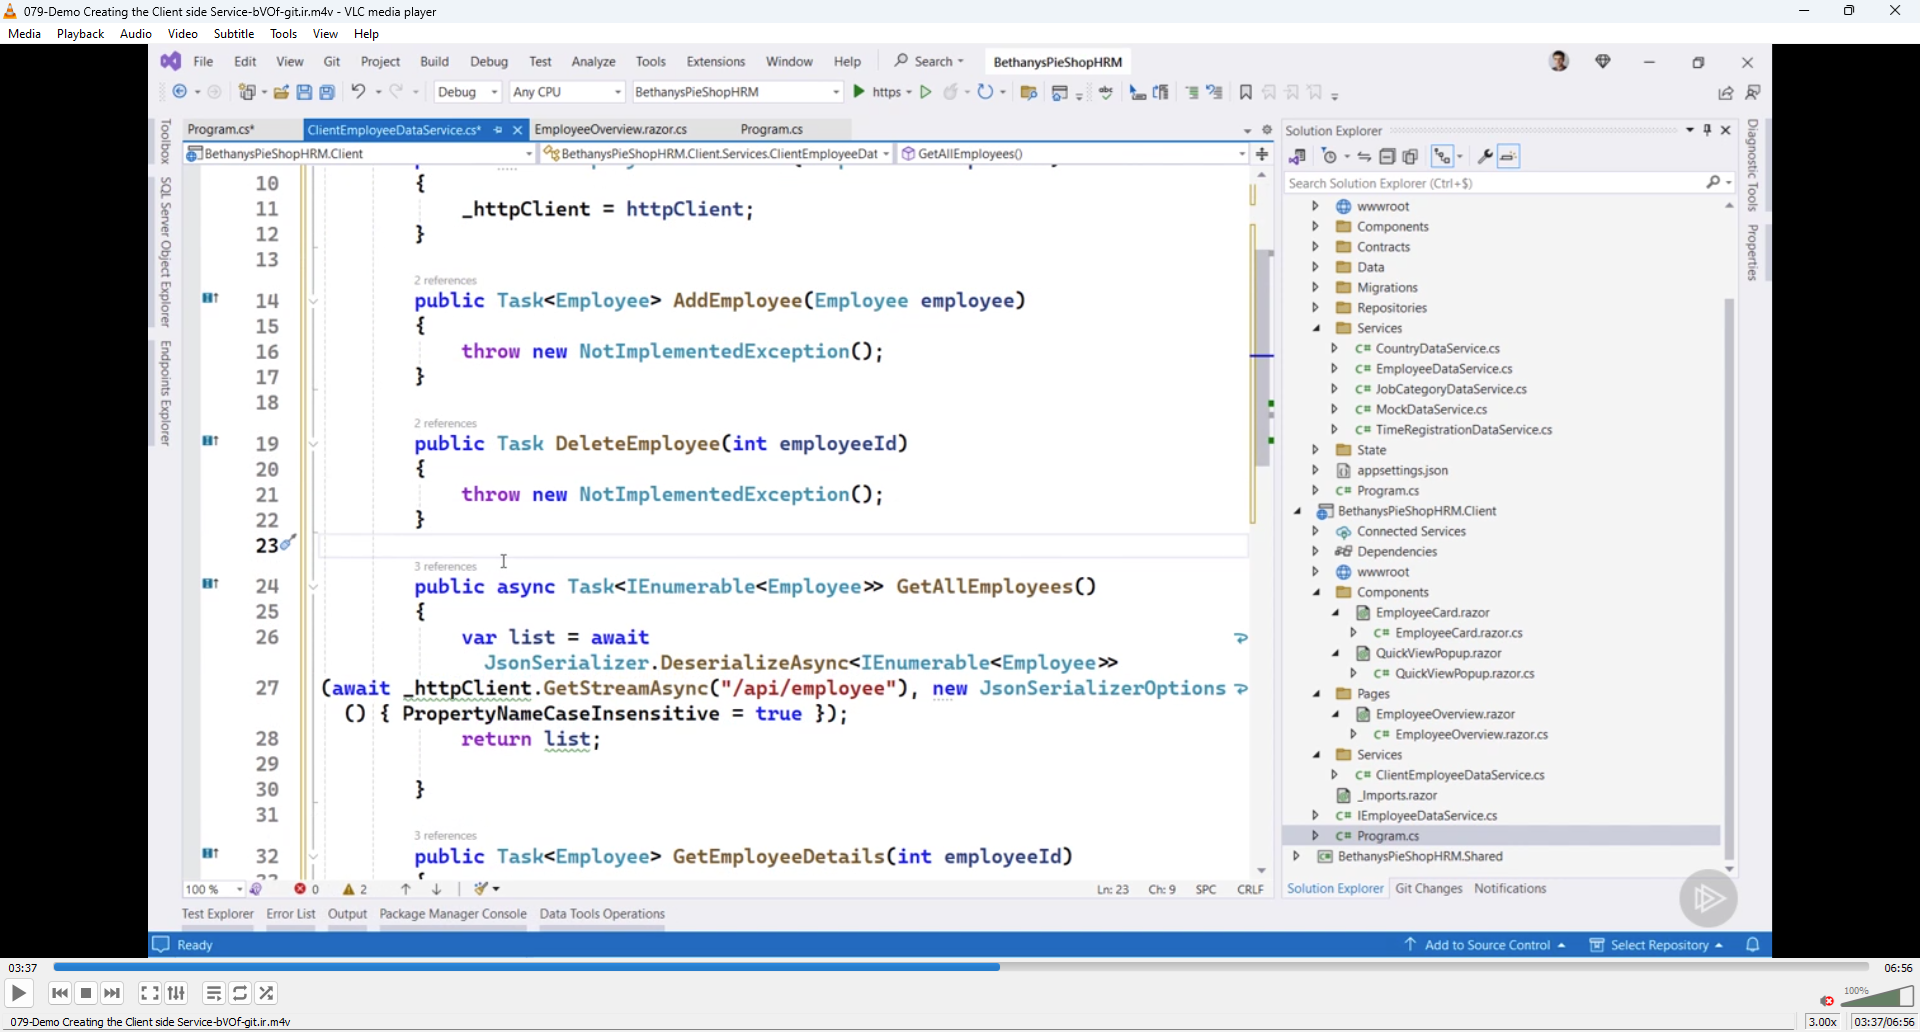 079-Demo Creating the Client side Service-bVOf-git.ir.m4v - VLC media player
Media Playback Audio Video Subtitle Tools View Help
File Edit View Git Project Build Debug Test Analyze Tools Extensions Window Help Search BethanysPieShopHRM
Debug Any CPU BethanysPieShopHRM https
Toolbox
SQL Server Object Explorer
Endpoints Explorer
Program.cs* ClientEmployeeDataService.cs* EmployeeOverview.razor.cs Program.cs
BethanysPieShopHRM.Client BethanysPieShopHRM.Client.Services.ClientEmployeeDat GetAllEmployees()
10 {
11 _httpClient = httpClient;
12 }
13
2 references
14 public Task<Employee> AddEmployee(Employee employee)
15 {
16 throw new NotImplementedException();
17 }
18
2 references
19 public Task DeleteEmployee(int employeeId)
20 {
21 throw new NotImplementedException();
22 }
23
3 references
24 public async Task<IEnumerable<Employee>> GetAllEmployees()
25 {
26 var list = await
JsonSerializer.DeserializeAsync<IEnumerable<Employee>>
27 (await _httpClient.GetStreamAsync("/api/employee"), new JsonSerializerOptions
() { PropertyNameCaseInsensitive = true });
28 return list;
29
30 }
31
3 references
32 public Task<Employee> GetEmployeeDetails(int employeeId)
100 % 0 2 Ln: 23 Ch: 9 SPC CRLF
Test Explorer Error List Output Package Manager Console Data Tools Operations
Solution Explorer
Search Solution Explorer (Ctrl+$)
wwwroot
Components
Contracts
Data
Migrations
Repositories
Services
C# CountryDataService.cs
C# EmployeeDataService.cs
C# JobCategoryDataService.cs
C# MockDataService.cs
C# TimeRegistrationDataService.cs
State
appsettings.json
C# Program.cs
BethanysPieShopHRM.Client
Connected Services
Dependencies
wwwroot
Components
EmployeeCard.razor
C# EmployeeCard.razor.cs
QuickViewPopup.razor
C# QuickViewPopup.razor.cs
Pages
EmployeeOverview.razor
C# EmployeeOverview.razor.cs
Services
C# ClientEmployeeDataService.cs
_Imports.razor
C# IEmployeeDataService.cs
C# Program.cs
C# BethanysPieShopHRM.Shared
Solution Explorer Git Changes Notifications
Diagnostic Tools
Properties
Ready Add to Source Control Select Repository
03:37 06:56
100%
079-Demo Creating the Client side Service-bVOf-git.ir.m4v 3.00x 03:37/06:56